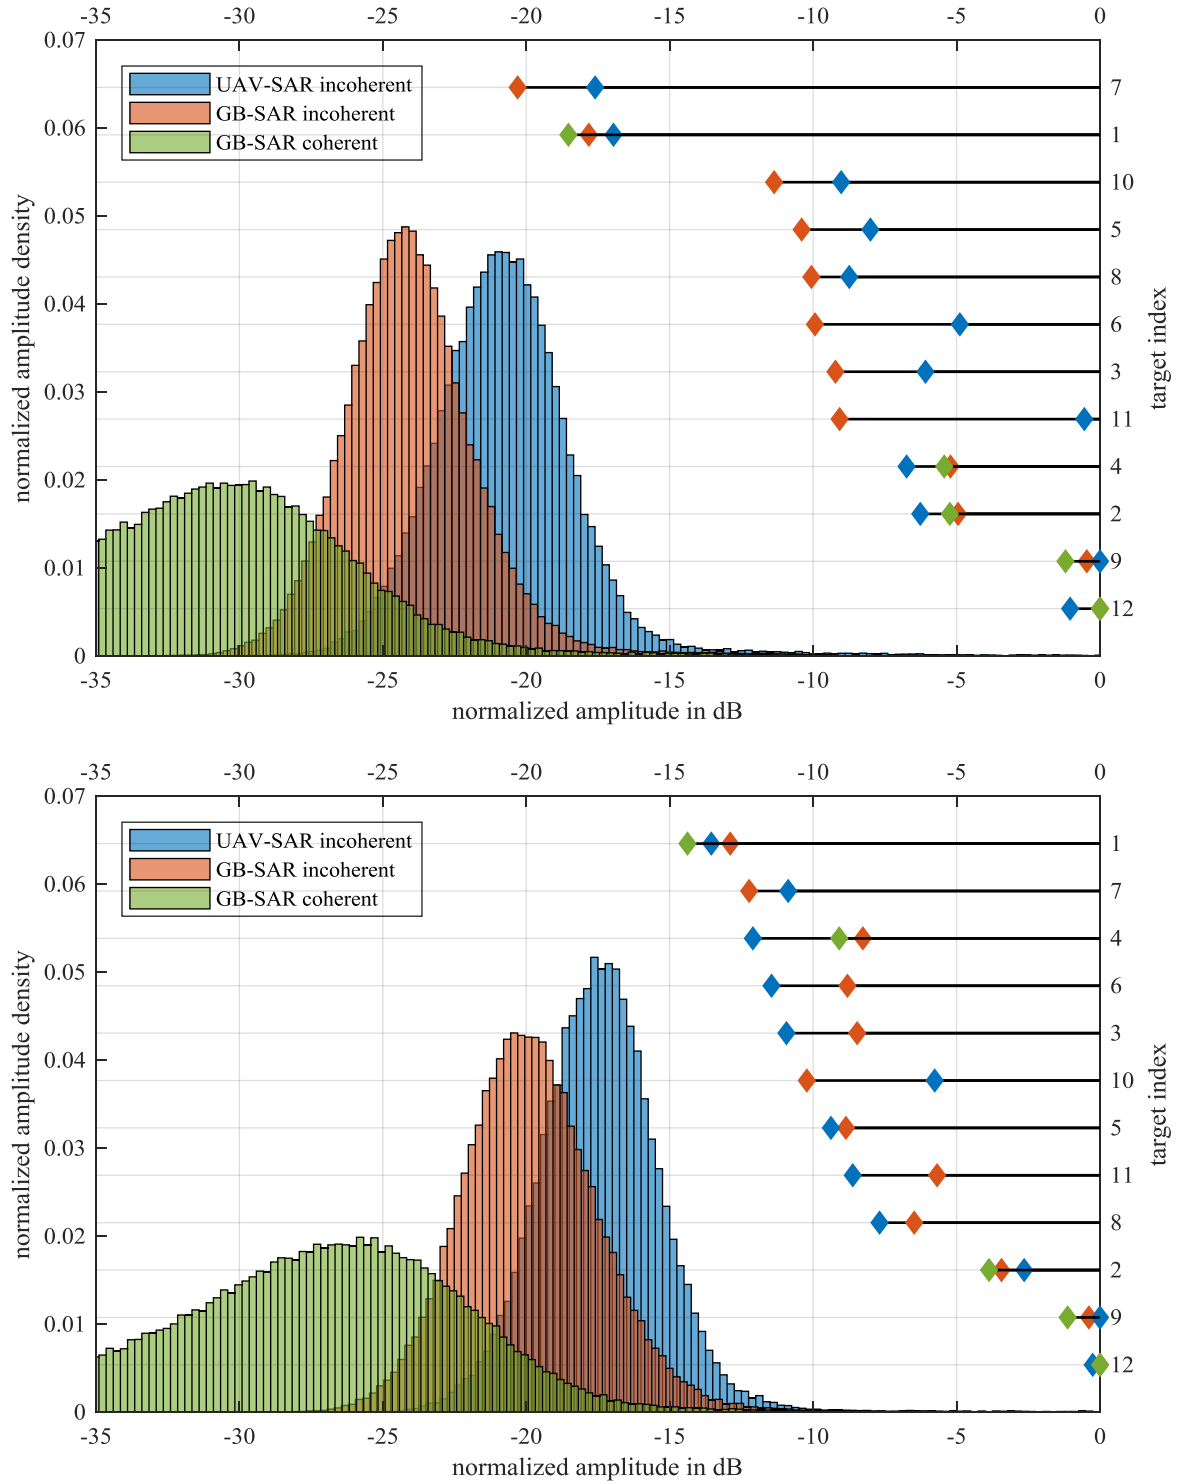 -35 -30 -25 -20 -15 -10 -5 0
0.07
UAV-SAR incoherent
GB-SAR incoherent
GB-SAR coherent
0.06
0.05
0.04
0.03
0.02
0.01
0
normalized amplitude density
7
1
10
5
8
6
3
11
4
2
9
12
target index
-35 -30 -25 -20 -15 -10 -5 0
normalized amplitude in dB
-35 -30 -25 -20 -15 -10 -5 0
0.07
UAV-SAR incoherent
GB-SAR incoherent
GB-SAR coherent
0.06
0.05
0.04
0.03
0.02
0.01
0
normalized amplitude density
1
7
4
6
3
10
5
11
8
2
9
12
target index
-35 -30 -25 -20 -15 -10 -5 0
normalized amplitude in dB